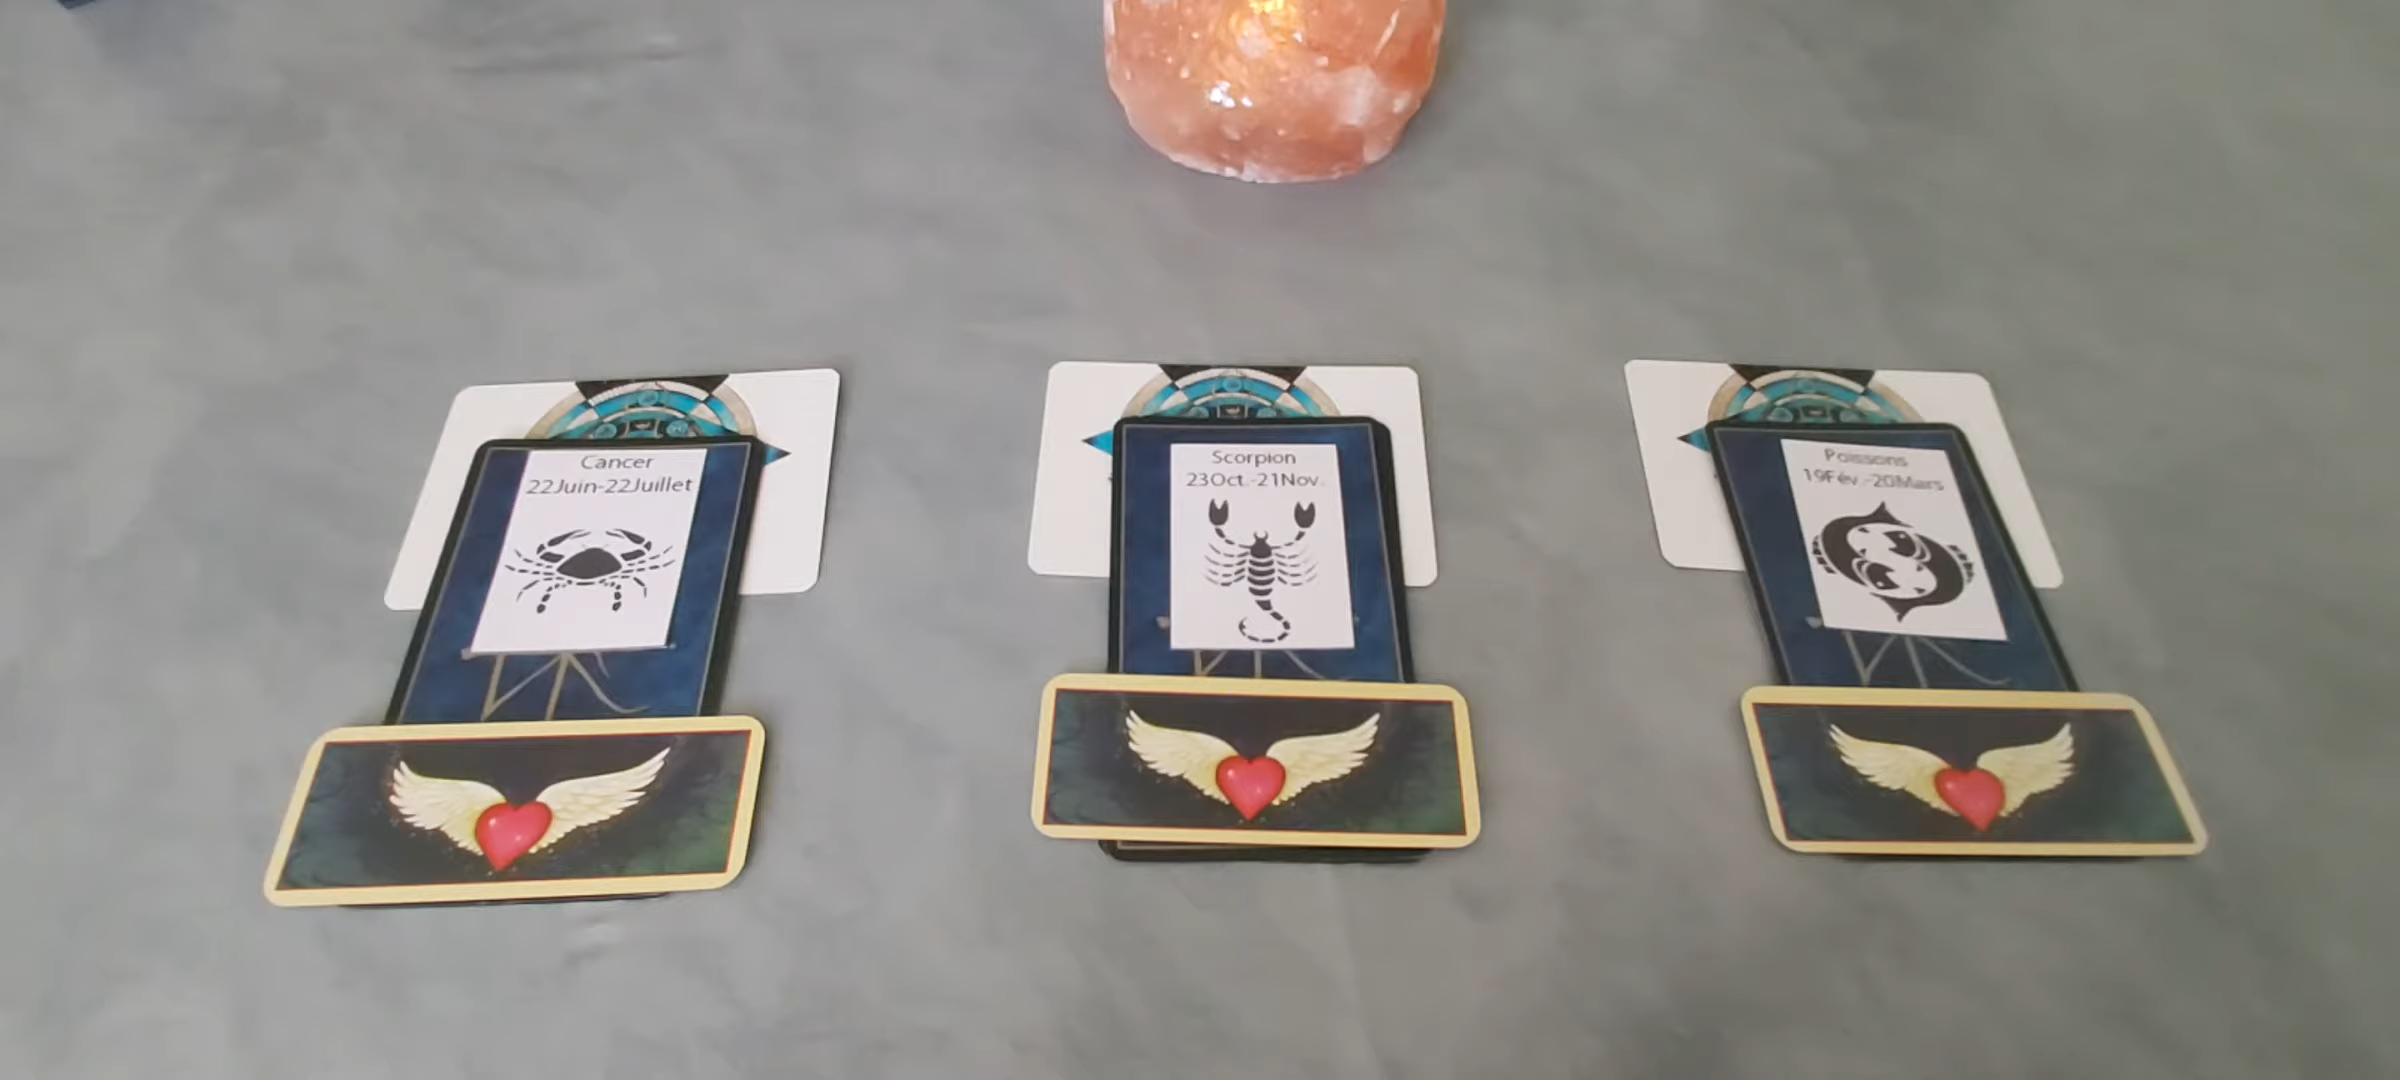 Cancer
22Juin-22Juillet
Scorpion
23Oct.-21Nov.
Poissons
19Fév.-20Mars